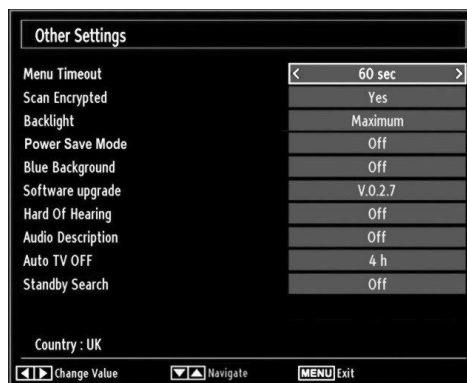 Other Settings
Menu Timeout < 60 sec >
Scan Encrypted Yes
Backlight Maximum
Power Save Mode Off
Blue Background Off
Software upgrade V.0.2.7
Hard Of Hearing Off
Audio Description Off
Auto TV OFF 4 h
Standby Search Off
Country : UK
Change Value Navigate MENU Exit